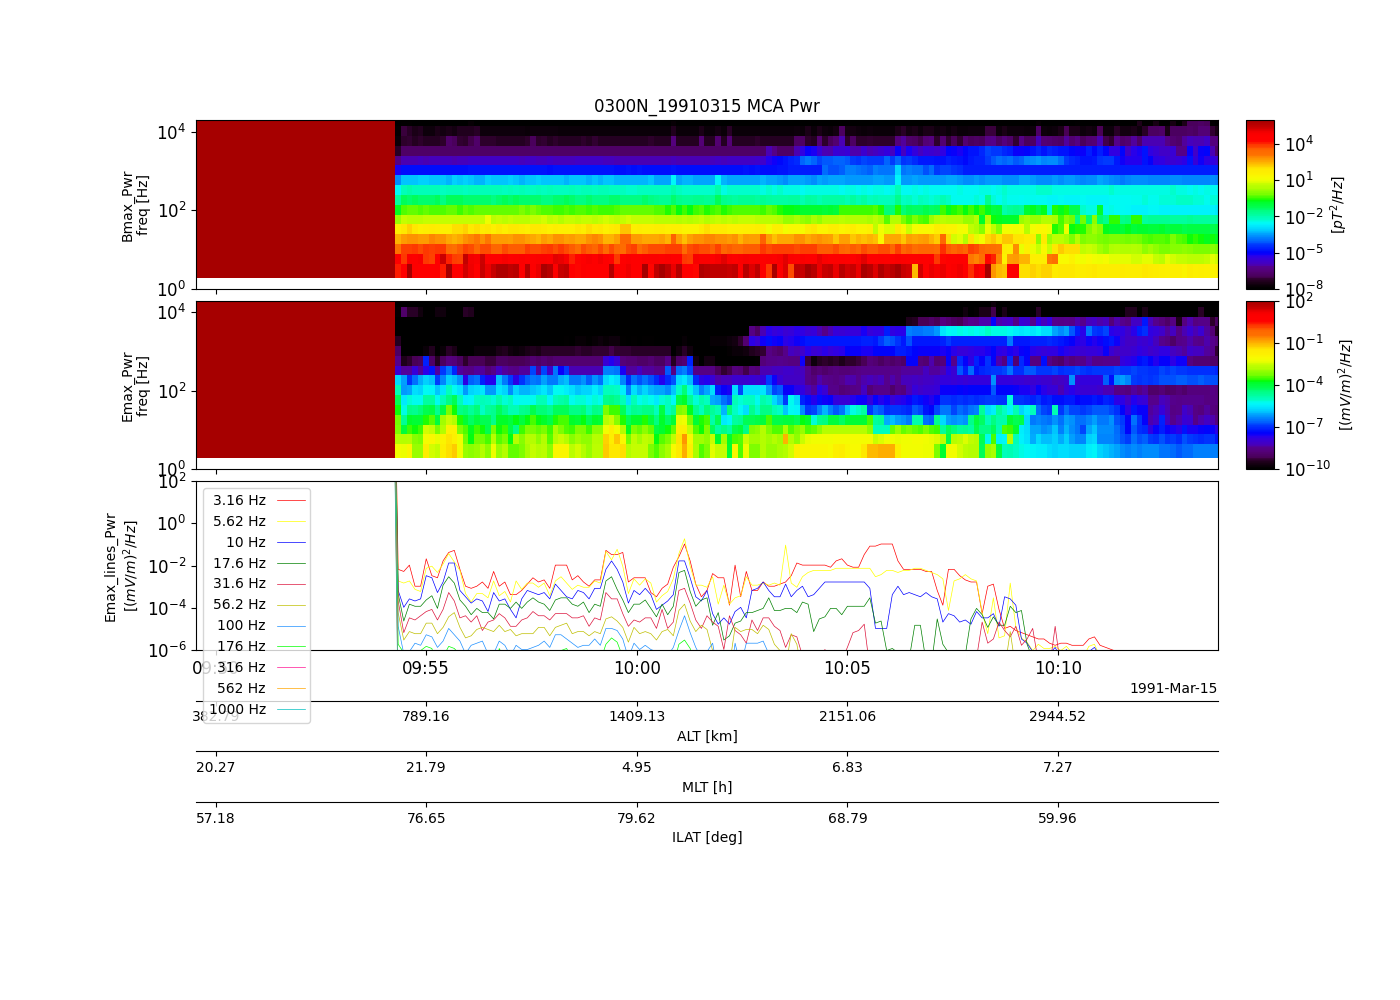 0300N_19910315 MCA Pwr
10^4
10^2
10^0
Bmax_Pwr
freq [Hz]
10^4
10^1
10^-2
10^-5
10^-8
[pT^2/Hz]
10^4
10^2
10^0
Emax_Pwr
freq [Hz]
10^2
10^-1
10^-4
10^-7
10^-10
[(mV/m)^2/Hz]
10^2
10^0
10^-2
10^-4
10^-6
Emax_lines_Pwr
[(mV/m)^2/Hz]
3.16 Hz
5.62 Hz
10 Hz
17.6 Hz
31.6 Hz
56.2 Hz
100 Hz
176 Hz
316 Hz
562 Hz
1000 Hz
09:55 10:00 10:05 10:10
1991-Mar-15
382.79 789.16 1409.13 2151.06 2944.52
ALT [km]
20.27 21.79 4.95 6.83 7.27
MLT [h]
57.18 76.65 79.62 68.79 59.96
ILAT [deg]